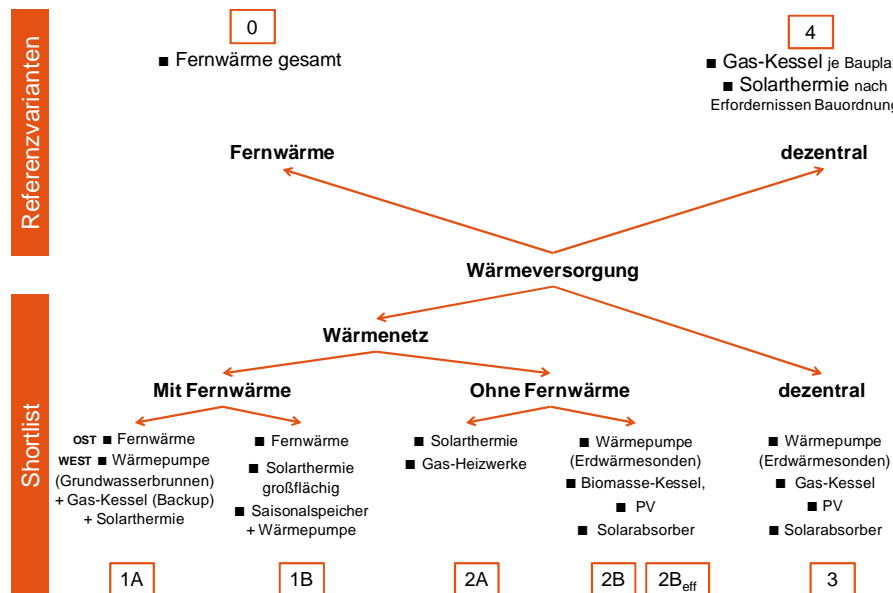 Referenzvarianten
0
■ Fernwärme gesamt
4
■ Gas-Kessel je Baupla
■ Solarthermie nach
Erfordernissen Bauordnung
Fernwärme
dezentral
Wärmeversorgung
Shortlist
Wärmenetz
Mit Fernwärme
Ohne Fernwärme
dezentral
OST ■ Fernwärme
WEST ■ Wärmepumpe
(Grundwasserbrunnen)
+ Gas-Kessel (Backup)
+ Solarthermie
■ Fernwärme
■ Solarthermie
großflächig
■ Saisonalspeicher
+ Wärmepumpe
■ Solarthermie
■ Gas-Heizwerke
■ Wärmepumpe
(Erdwärmesonden)
■ Biomasse-Kessel,
■ PV
■ Solarabsorber
■ Wärmepumpe
(Erdwärmesonden)
■ Gas-Kessel
■ PV
■ Solarabsorber
1A
1B
2A
2B
2Beff
3